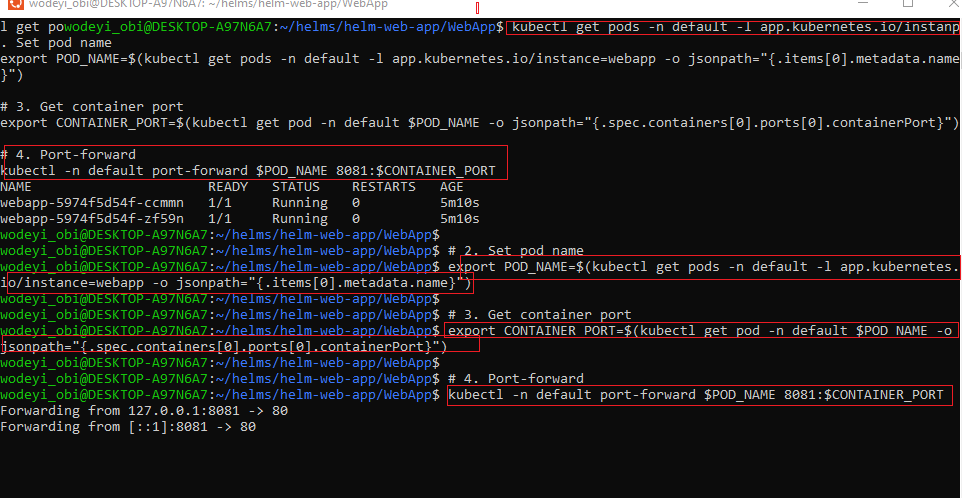 wodeyi_obi@DESKTOP-A97N6A7: ~/helms/helm-web-app/WebApp
l get powodeyi_obi@DESKTOP-A97N6A7:~/helms/helm-web-app/WebApp$ kubectl get pods -n default -l app.kubernetes.io/instanp
. Set pod name
export POD_NAME=$(kubectl get pods -n default -l app.kubernetes.io/instance=webapp -o jsonpath="{.items[0].metadata.name
}")
# 3. Get container port
export CONTAINER_PORT=$(kubectl get pod -n default $POD_NAME -o jsonpath="{.spec.containers[0].ports[0].containerPort}")
# 4. Port-forward
kubectl -n default port-forward $POD_NAME 8081:$CONTAINER_PORT
NAME READY STATUS RESTARTS AGE
webapp-5974f5d54f-ccmmn 1/1 Running 0 5m10s
webapp-5974f5d54f-zf59n 1/1 Running 0 5m10s
wodeyi_obi@DESKTOP-A97N6A7:~/helms/helm-web-app/WebApp$
wodeyi_obi@DESKTOP-A97N6A7:~/helms/helm-web-app/WebApp$ # 2. Set pod name
wodeyi_obi@DESKTOP-A97N6A7:~/helms/helm-web-app/WebApp$ export POD_NAME=$(kubectl get pods -n default -l app.kubernetes.
io/instance=webapp -o jsonpath="{.items[0].metadata.name}")
wodeyi_obi@DESKTOP-A97N6A7:~/helms/helm-web-app/WebApp$
wodeyi_obi@DESKTOP-A97N6A7:~/helms/helm-web-app/WebApp$ # 3. Get container port
wodeyi_obi@DESKTOP-A97N6A7:~/helms/helm-web-app/WebApp$ export CONTAINER_PORT=$(kubectl get pod -n default $POD_NAME -o
jsonpath="{.spec.containers[0].ports[0].containerPort}")
wodeyi_obi@DESKTOP-A97N6A7:~/helms/helm-web-app/WebApp$
wodeyi_obi@DESKTOP-A97N6A7:~/helms/helm-web-app/WebApp$ # 4. Port-forward
wodeyi_obi@DESKTOP-A97N6A7:~/helms/helm-web-app/WebApp$ kubectl -n default port-forward $POD_NAME 8081:$CONTAINER_PORT
Forwarding from 127.0.0.1:8081 -> 80
Forwarding from [::1]:8081 -> 80